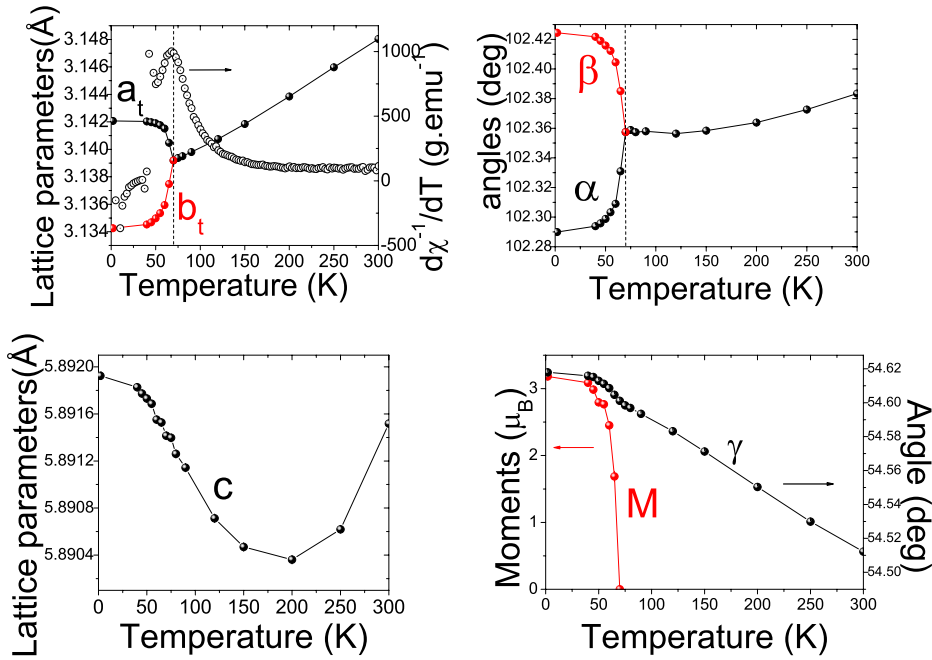 Lattice parameters(Å)
3.148
3.146
3.144
3.142
3.140
3.138
3.136
3.134
a_t
b_t
0 50 100 150 200 250 300
Temperature (K)
1000
500
0
-500
dχ⁻¹/dT (g.emu⁻¹)
angles (deg)
102.42
102.40
102.38
102.36
102.34
102.32
102.30
102.28
β
α
0 50 100 150 200 250 300
Temperature (K)
Lattice parameters(Å)
5.8920
5.8916
5.8912
5.8908
5.8904
c
0 50 100 150 200 250 300
Temperature (K)
Moments (μ_B)
3
2
1
0
M
γ
0 50 100 150 200 250 300
Temperature (K)
54.62
54.60
54.58
54.56
54.54
54.52
54.50
Angle (deg)